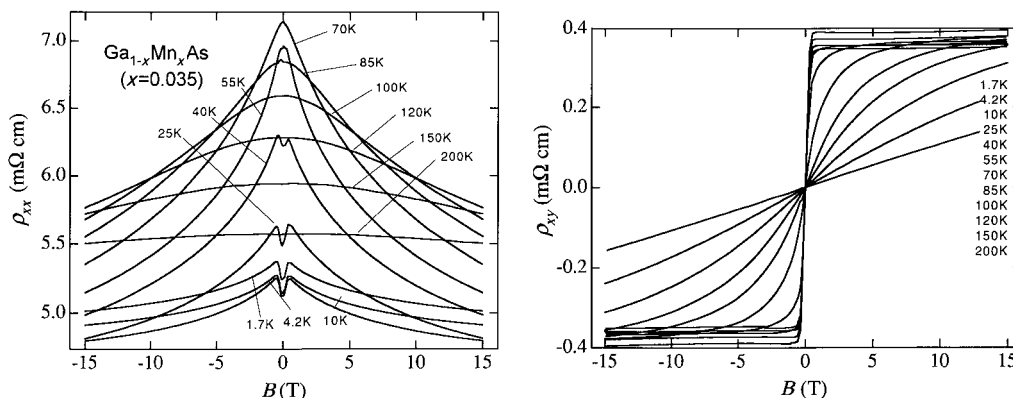 7.0
6.5
6.0
5.5
5.0
ρxx (mΩ cm)
Ga1-xMnxAs
(x=0.035)
70K
85K
55K
100K
40K
120K
25K
150K
200K
1.7K
4.2K
10K
-15
-10
-5
0
5
10
15
B (T)
0.4
0.2
0.0
-0.2
-0.4
ρxy (mΩ cm)
1.7K
4.2K
10K
25K
40K
55K
70K
85K
100K
120K
150K
200K
-15
-10
-5
0
5
10
15
B (T)